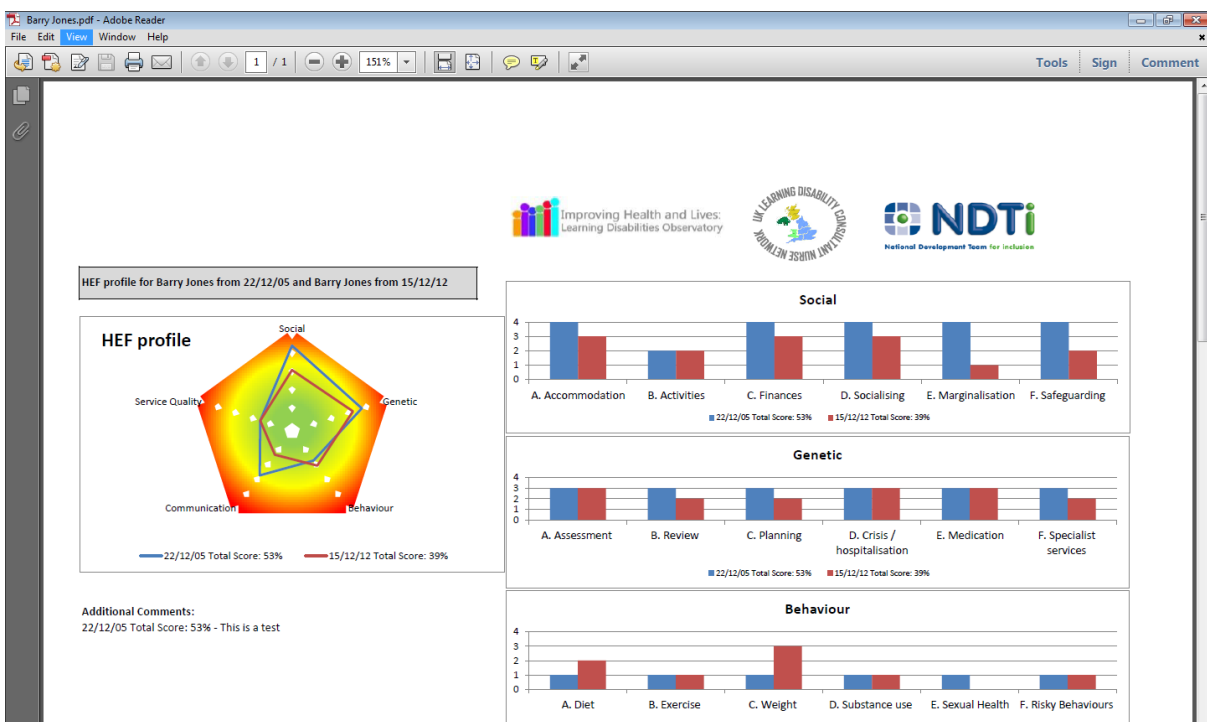 Barry Jones.pdf - Adobe Reader
File Edit View Window Help
1 / 1 151% Tools Sign Comment
Improving Health and Lives:
Learning Disabilities Observatory
UK LEARNING DISABILITY
CONSULTANT NURSE NETWORK
NDTi
National Development Team for inclusion
HEF profile for Barry Jones from 22/12/05 and Barry Jones from 15/12/12
HEF profile
Social
Genetic
Behaviour
Communication
Service Quality
22/12/05 Total Score: 53% 15/12/12 Total Score: 39%
Additional Comments:
22/12/05 Total Score: 53% - This is a test
Social
4
3
2
1
0
A. Accommodation B. Activities C. Finances D. Socialising E. Marginalisation F. Safeguarding
22/12/05 Total Score: 53% 15/12/12 Total Score: 39%
Genetic
4
3
2
1
0
A. Assessment B. Review C. Planning D. Crisis / E. Medication F. Specialist
hospitalisation services
22/12/05 Total Score: 53% 15/12/12 Total Score: 39%
Behaviour
4
3
2
1
0
A. Diet B. Exercise C. Weight D. Substance use E. Sexual Health F. Risky Behaviours